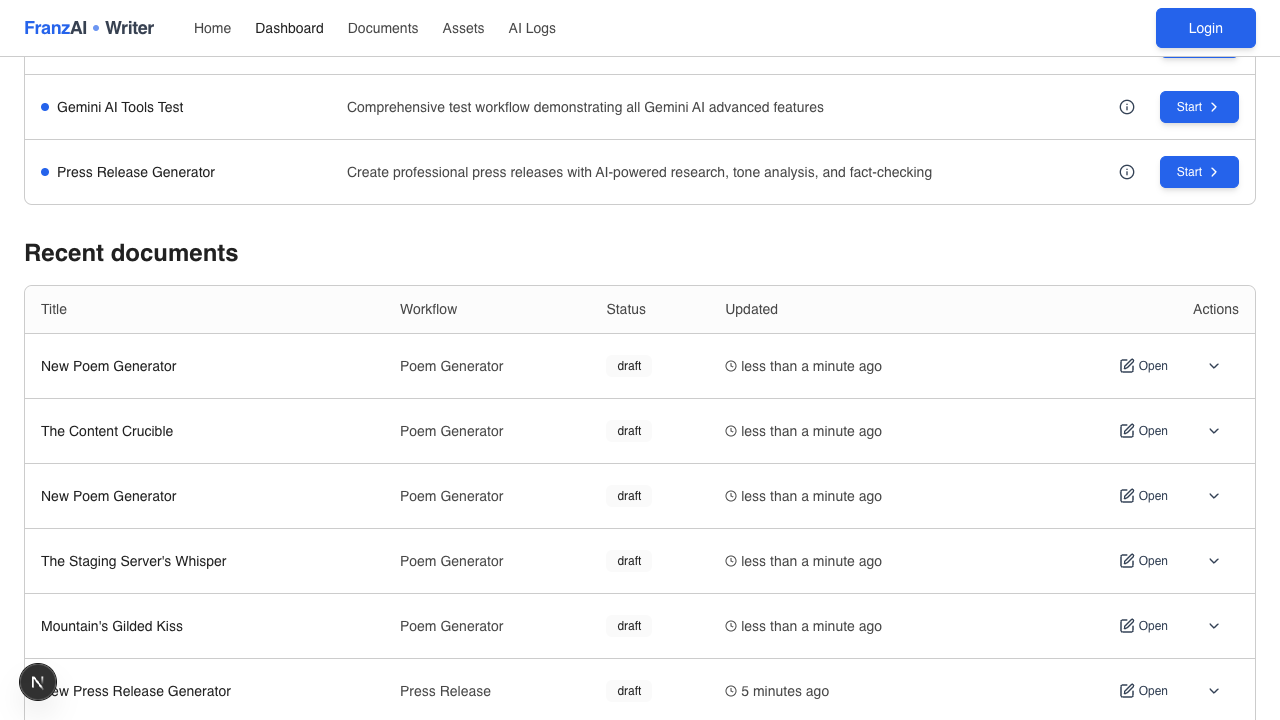 FranzAI • Writer Home Dashboard Documents Assets AI Logs Login
Gemini AI Tools Test Comprehensive test workflow demonstrating all Gemini AI advanced features Start
Press Release Generator Create professional press releases with AI-powered research, tone analysis, and fact-checking Start
Recent documents
Title Workflow Status Updated Actions
New Poem Generator Poem Generator draft less than a minute ago Open
The Content Crucible Poem Generator draft less than a minute ago Open
New Poem Generator Poem Generator draft less than a minute ago Open
The Staging Server's Whisper Poem Generator draft less than a minute ago Open
Mountain's Gilded Kiss Poem Generator draft less than a minute ago Open
N ew Press Release Generator Press Release draft 5 minutes ago Open